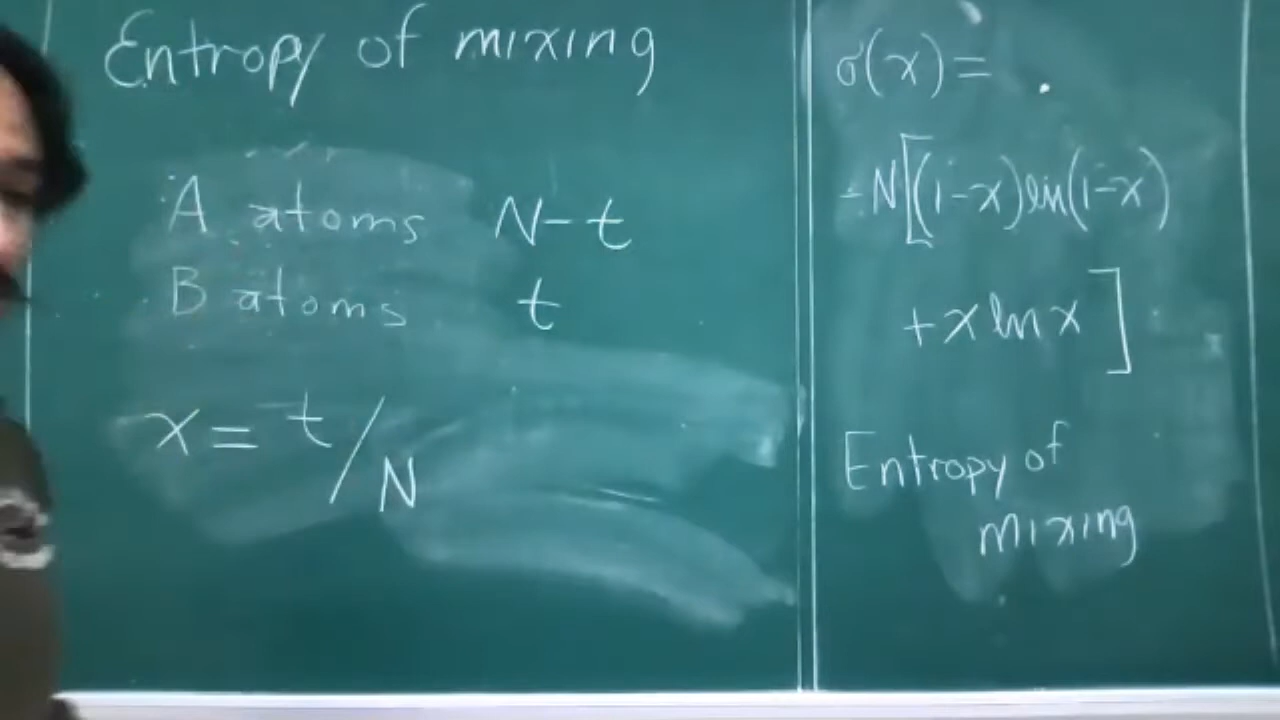 Entropy of mixing
A atoms N-t
B atoms t
x = t/N
σ(x) =
-N[(1-x)ln(1-x)
+ x ln x]
Entropy of
mixing